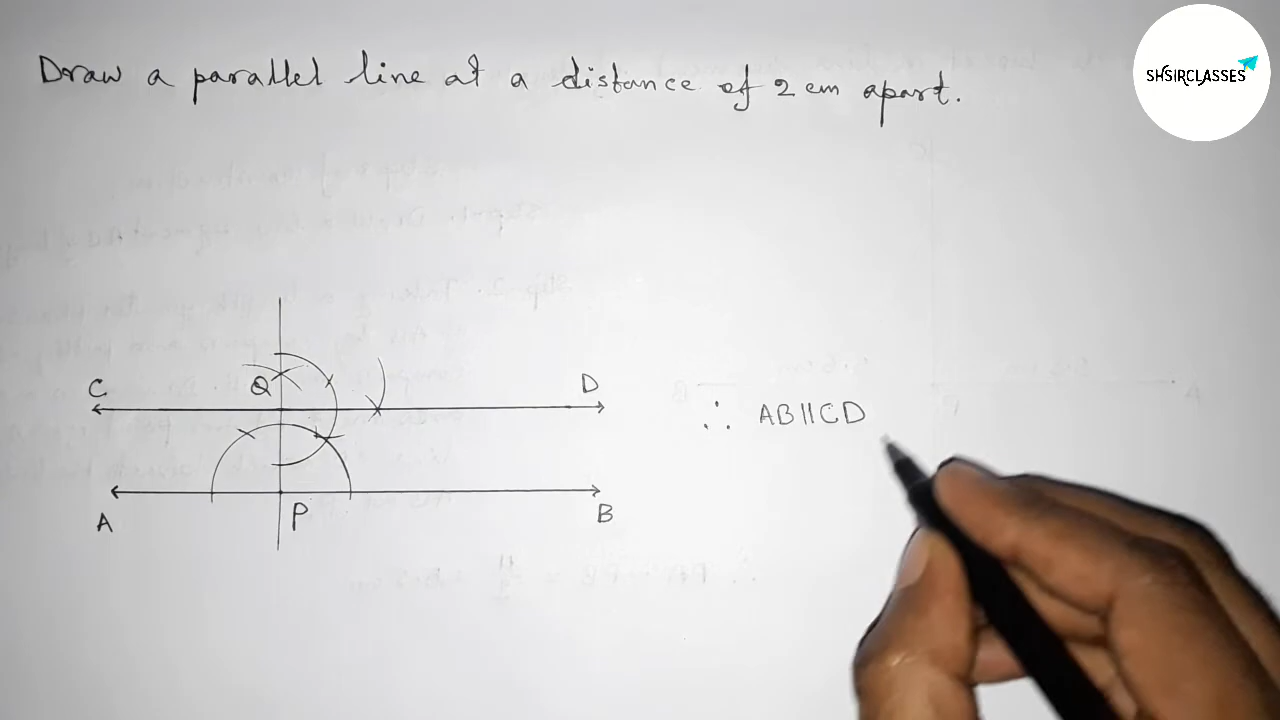 Draw a parallel line at a distance of 2 cm apart.
SHSIRCLASSES
C Q D
∴ AB||CD
A P B